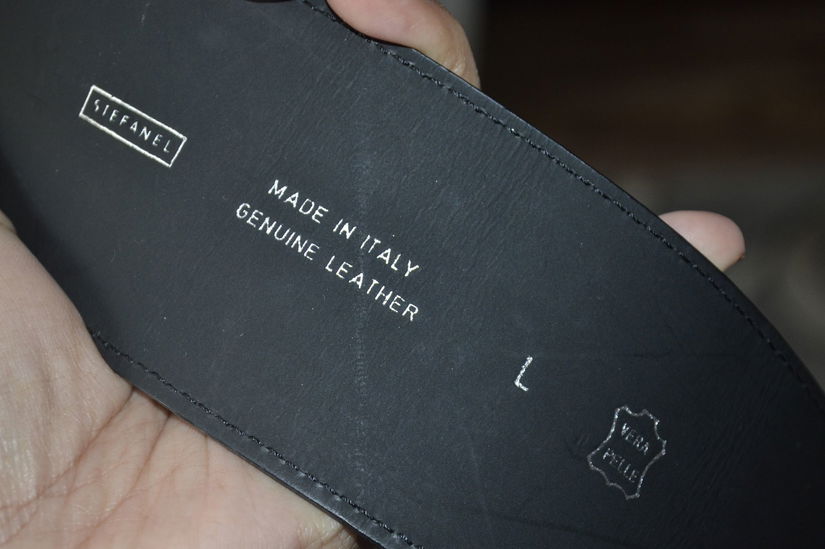 STEFANEL
MADE IN ITALY
GENUINE LEATHER
L
VERA
PELLE